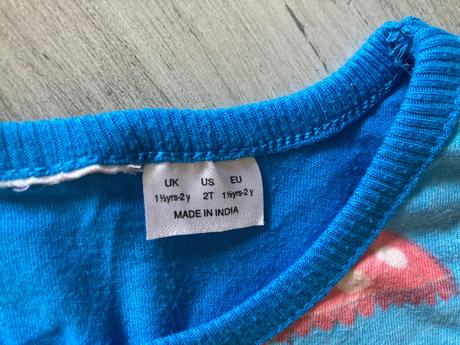 UK US EU
1½yrs-2y 2T 1½yrs-2y
MADE IN INDIA